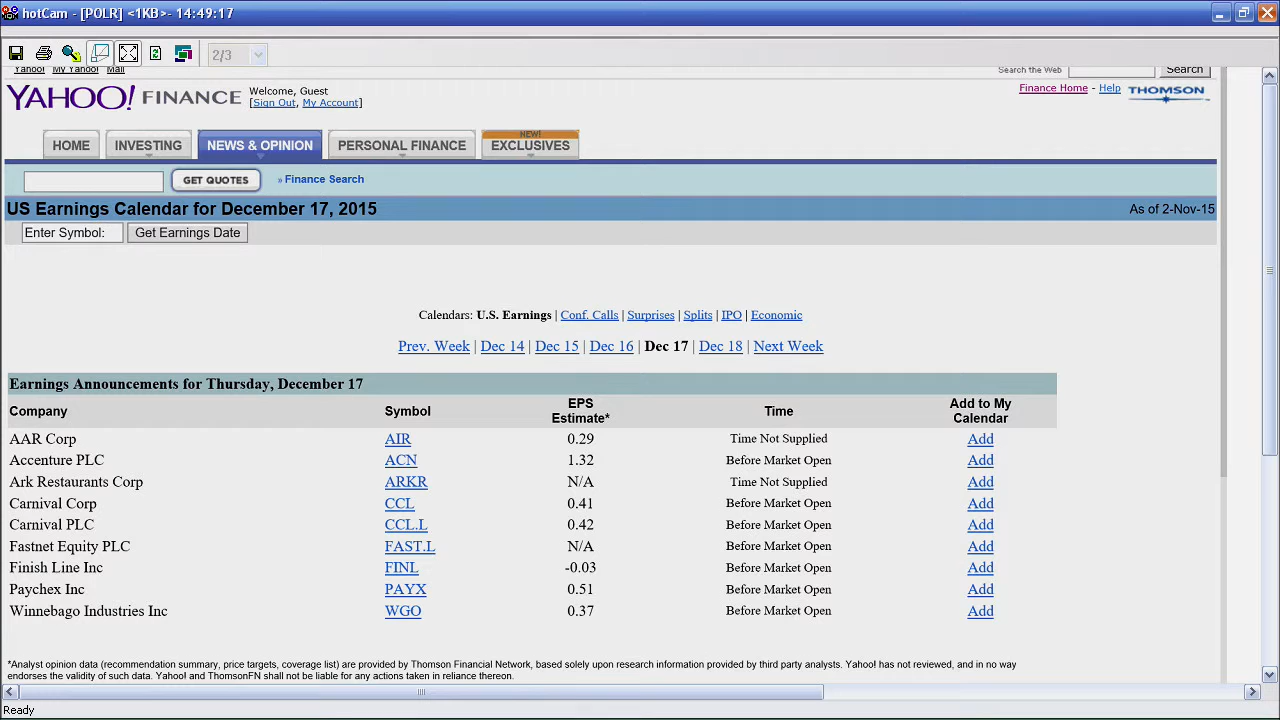 hotCam - [POLR] <1KB>- 14:49:17
2/3
Yahoo! My Yahoo! Mail
Search the Web Search
YAHOO! FINANCE Welcome, Guest
[Sign Out, My Account]
Finance Home - Help THOMSON
NEW!
HOME INVESTING NEWS & OPINION PERSONAL FINANCE EXCLUSIVES
GET QUOTES » Finance Search
US Earnings Calendar for December 17, 2015 As of 2-Nov-15
Enter Symbol: Get Earnings Date
Calendars: U.S. Earnings | Conf. Calls | Surprises | Splits | IPO | Economic
Prev. Week | Dec 14 | Dec 15 | Dec 16 | Dec 17 | Dec 18 | Next Week
Earnings Announcements for Thursday, December 17
Company Symbol EPS Estimate* Time Add to My Calendar
AAR Corp AIR 0.29 Time Not Supplied Add
Accenture PLC ACN 1.32 Before Market Open Add
Ark Restaurants Corp ARKR N/A Time Not Supplied Add
Carnival Corp CCL 0.41 Before Market Open Add
Carnival PLC CCL.L 0.42 Before Market Open Add
Fastnet Equity PLC FAST.L N/A Before Market Open Add
Finish Line Inc FINL -0.03 Before Market Open Add
Paychex Inc PAYX 0.51 Before Market Open Add
Winnebago Industries Inc WGO 0.37 Before Market Open Add
*Analyst opinion data (recommendation summary, price targets, coverage list) are provided by Thomson Financial Network, based solely upon research information provided by third party analysts. Yahoo! has not reviewed, and in no way
endorses the validity of such data. Yahoo! and ThomsonFN shall not be liable for any actions taken in reliance thereon.
Ready